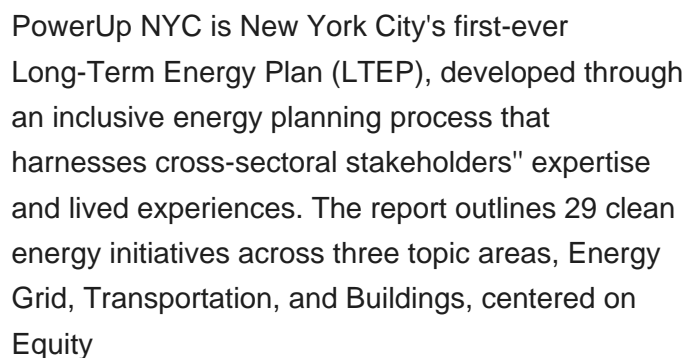 PowerUp NYC is New York City's first-ever
Long-Term Energy Plan (LTEP), developed through
an inclusive energy planning process that
harnesses cross-sectoral stakeholders'' expertise
and lived experiences. The report outlines 29 clean
energy initiatives across three topic areas, Energy
Grid, Transportation, and Buildings, centered on
Equity